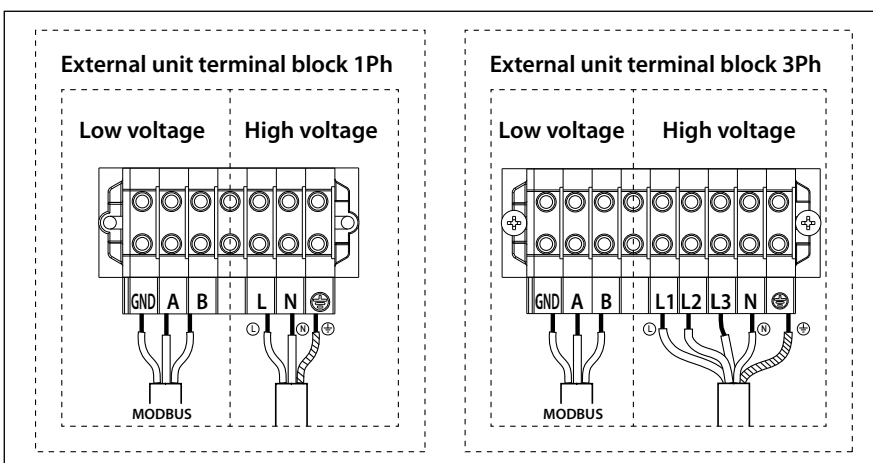 External unit terminal block 1Ph
Low voltage
High voltage
GND A B L N
L N
MODBUS
External unit terminal block 3Ph
Low voltage
High voltage
GND A B L1 L2 L3 N
L N
MODBUS